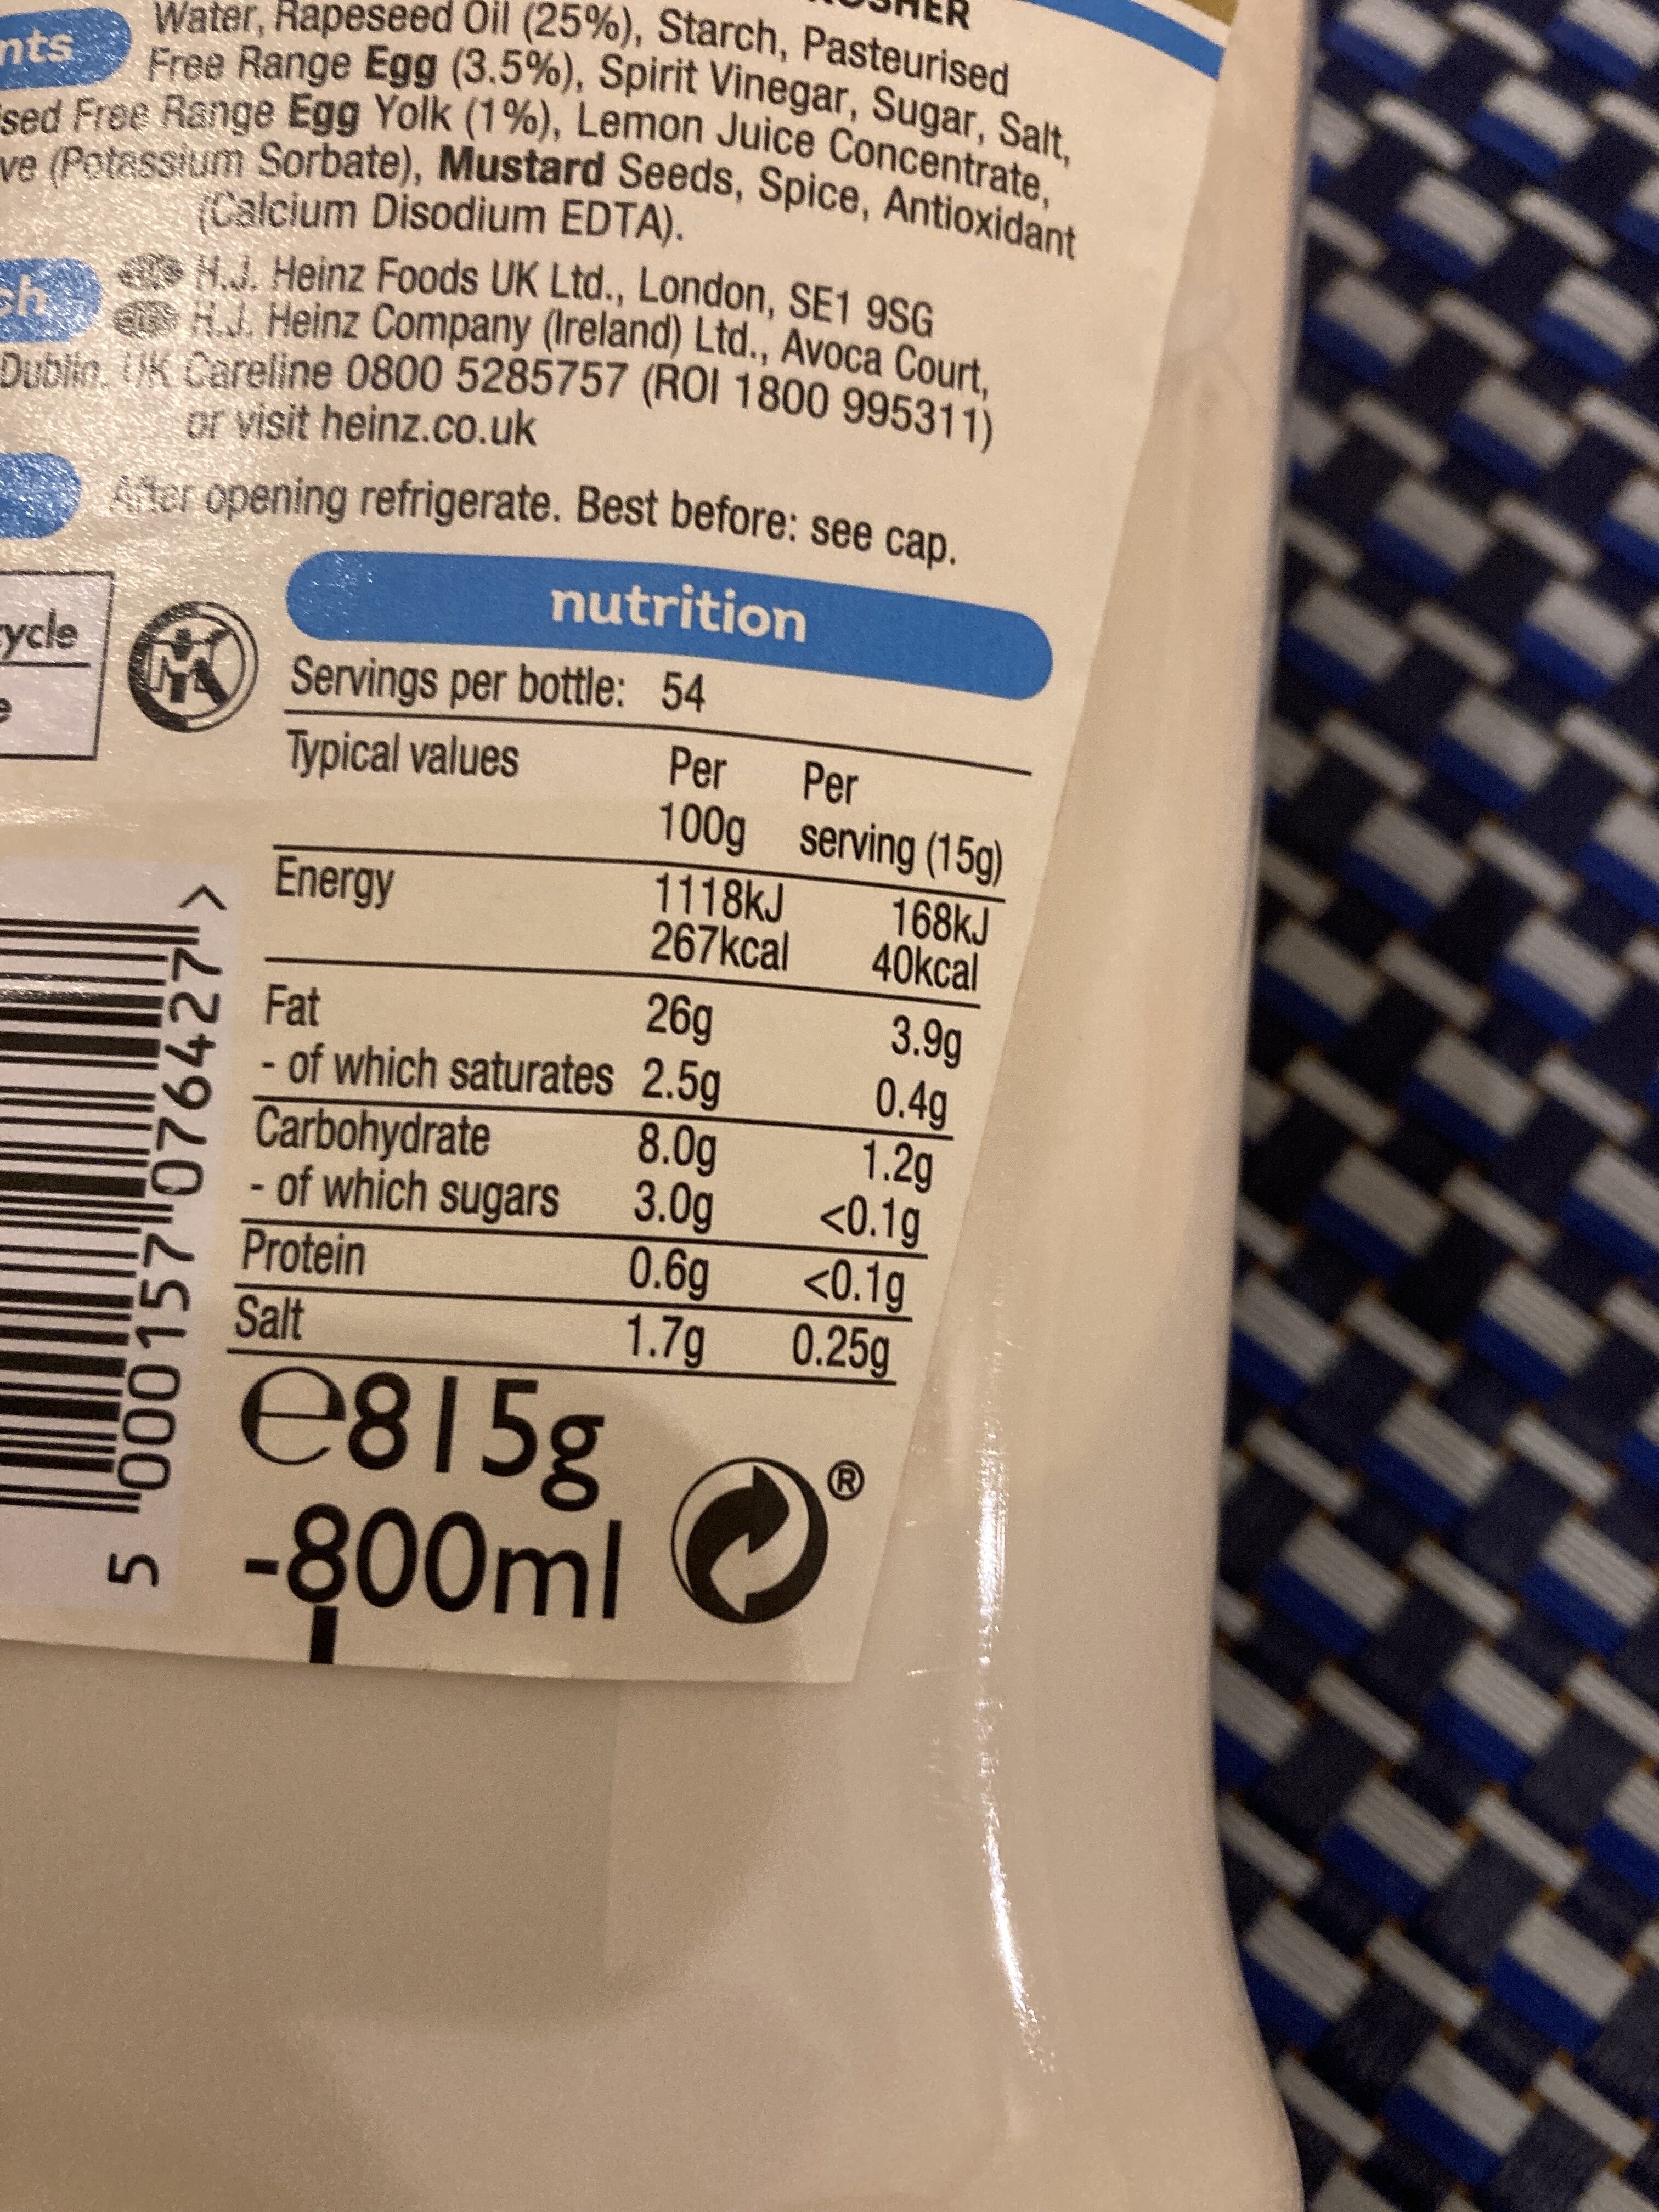 OSHER
nts
Water, Rapeseed Oil (25%), Starch, Pasteurised
Free Range Egg (3.5%), Spirit Vinegar, Sugar, Salt,
sed Free Range Egg Yolk (1%), Lemon Juice Concentrate,
ve (Potassium Sorbate), Mustard Seeds, Spice, Antioxidant
(Calcium Disodium EDTA).
ch
H.J. Heinz Foods UK Ltd., London, SE1 9SG
H.J. Heinz Company (Ireland) Ltd., Avoca Court,
Dublin. UK Careline 0800 5285757 (ROI 1800 995311)
or visit heinz.co.uk
After opening refrigerate. Best before: see cap.
ycle
e
nutrition
Servings per bottle: 54
Typical values Per Per
100g serving (15g)
Energy 1118kJ 168kJ
267kcal 40kcal
Fat 26g 3.9g
- of which saturates 2.5g 0.4g
Carbohydrate 8.0g 1.2g
- of which sugars 3.0g <0.1g
Protein 0.6g <0.1g
Salt 1.7g 0.25g
e815g
-800ml
®
5 000157 076427 >